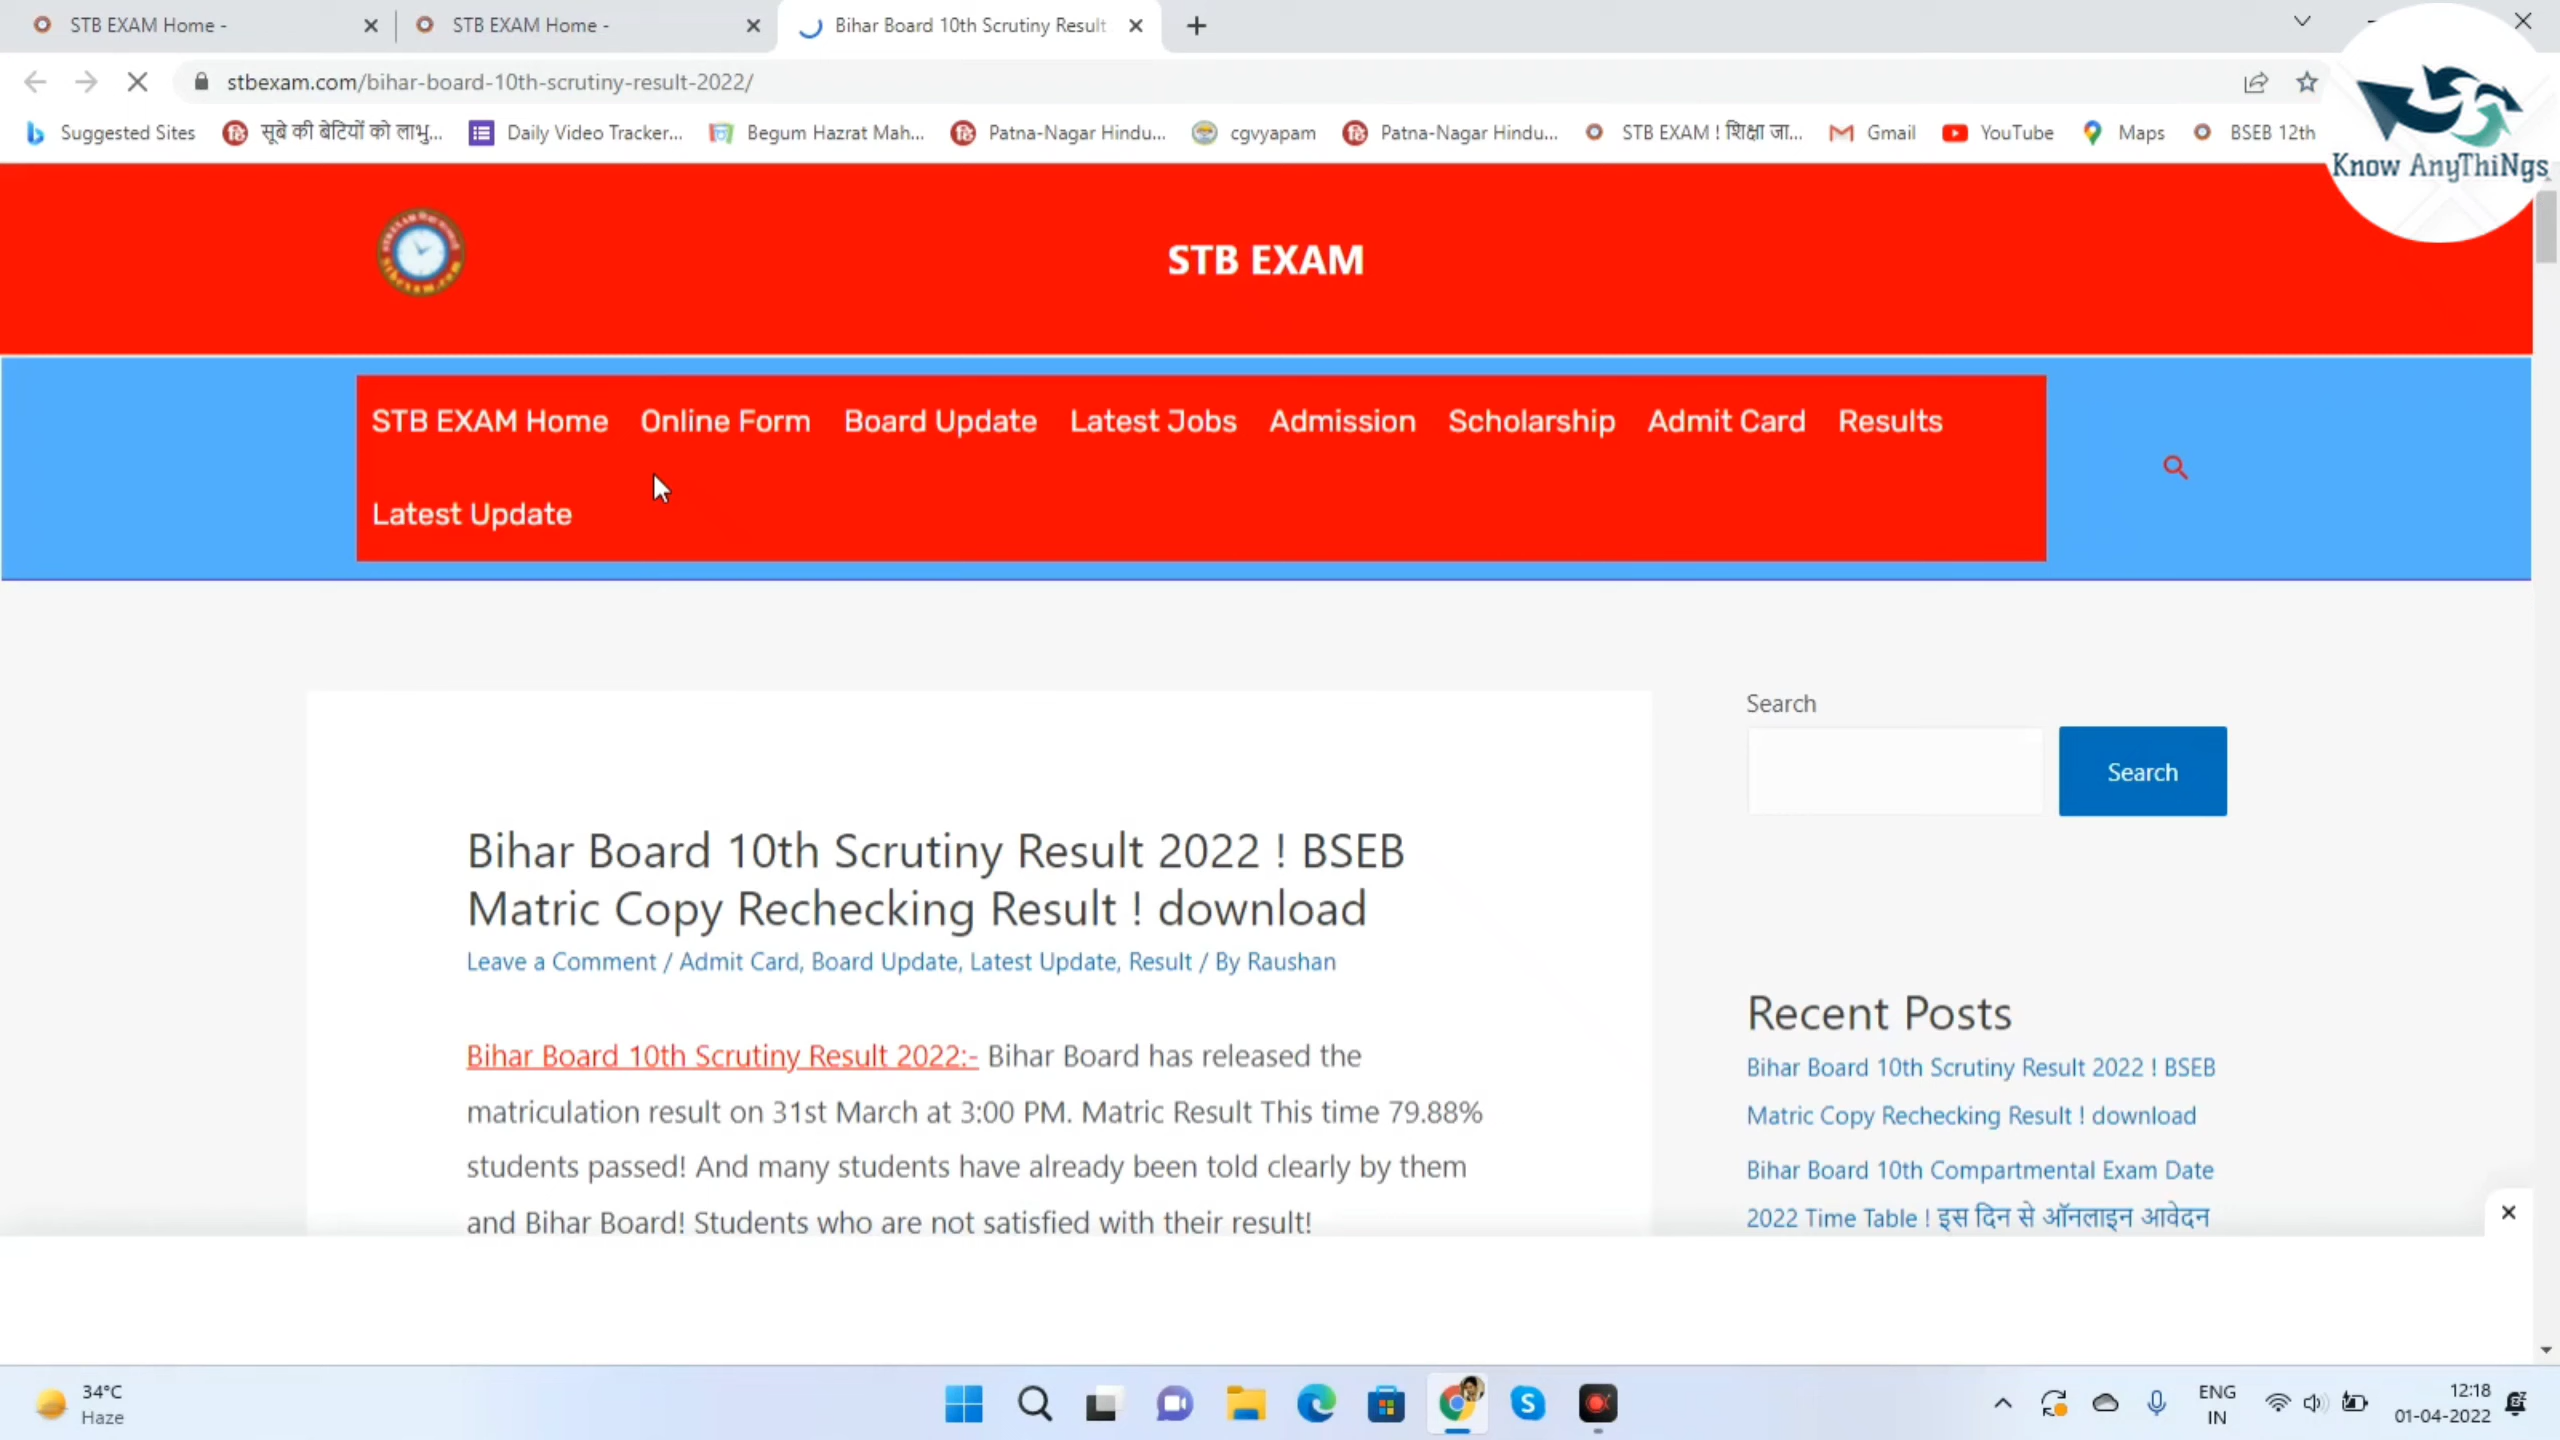 STB EXAM Home -
STB EXAM Home -
Bihar Board 10th Scrutiny Result
stbexam.com/bihar-board-10th-scrutiny-result-2022/
Suggested Sites
सूबे की बेटियों को लाभु...
Daily Video Tracker...
Begum Hazrat Mah...
Patna-Nagar Hindu...
cgvyapam
Patna-Nagar Hindu...
STB EXAM ! शिक्षा जा...
Gmail
YouTube
Maps
BSEB 12th
Know AnyThiNgs
STB EXAM
STB EXAM Home Online Form Board Update Latest Jobs Admission Scholarship Admit Card Results
Latest Update
Search
Search
Bihar Board 10th Scrutiny Result 2022 ! BSEB
Matric Copy Rechecking Result ! download
Leave a Comment / Admit Card, Board Update, Latest Update, Result / By Raushan
Bihar Board 10th Scrutiny Result 2022:- Bihar Board has released the
matriculation result on 31st March at 3:00 PM. Matric Result This time 79.88%
students passed! And many students have already been told clearly by them
and Bihar Board! Students who are not satisfied with their result!
Recent Posts
Bihar Board 10th Scrutiny Result 2022 ! BSEB
Matric Copy Rechecking Result ! download
Bihar Board 10th Compartmental Exam Date
2022 Time Table ! इस दिन से ऑनलाइन आवेदन
34°C
Haze
ENG
IN
12:18
01-04-2022